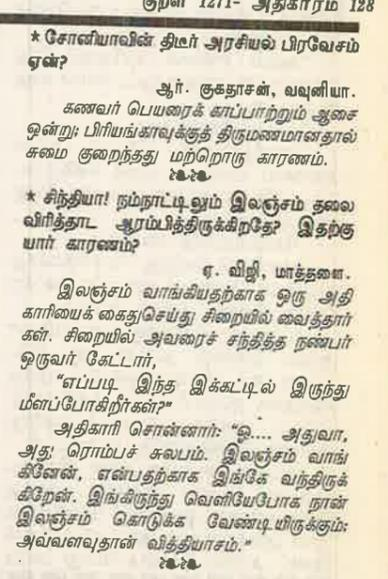 குறள் 1271- அதிகாரம் 128
* சோனியாவின் திடீர் அரசியல் பிரவேசம்
ஏன்?
ஆர். குகதாசன், வவுனியா.
கணவர் பெயரைக் காப்பாற்றும் ஆசை
ஒன்று; பிரியங்காவுக்குத் திருமணமானதால்
சுமை குறைந்தது மற்றொரு காரணம்.
* சிந்தியா! நம்நாட்டிலும் இலஞ்சம் தலை
விரித்தாட ஆரம்பித்திருக்கிறதே? இதற்கு
யார் காரணம்?
ஏ. விஜி, மாத்தளை.
இலஞ்சம் வாங்கியதற்காக ஒரு அதி
காரியைக் கைதுசெய்து சிறையில் வைத்தார்
கள். சிறையில் அவரைச் சந்தித்த நண்பர்
ஒருவர் கேட்டார்,
"எப்படி இந்த இக்கட்டில் இருந்து
மீளப்போகிறீர்கள்?"
அதிகாரி சொன்னார்: "ஓ.... அதுவா,
அது! ரொம்பச் சுலபம். இலஞ்சம் வாங்
கினேன், என்பதற்காக இங்கே வந்திருக்
கிறேன். இங்கிருந்து வெளியேபோக நான்
இலஞ்சம் கொடுக்க வேண்டியிருக்கும்;
அவ்வளவுதான் வித்தியாசம்."